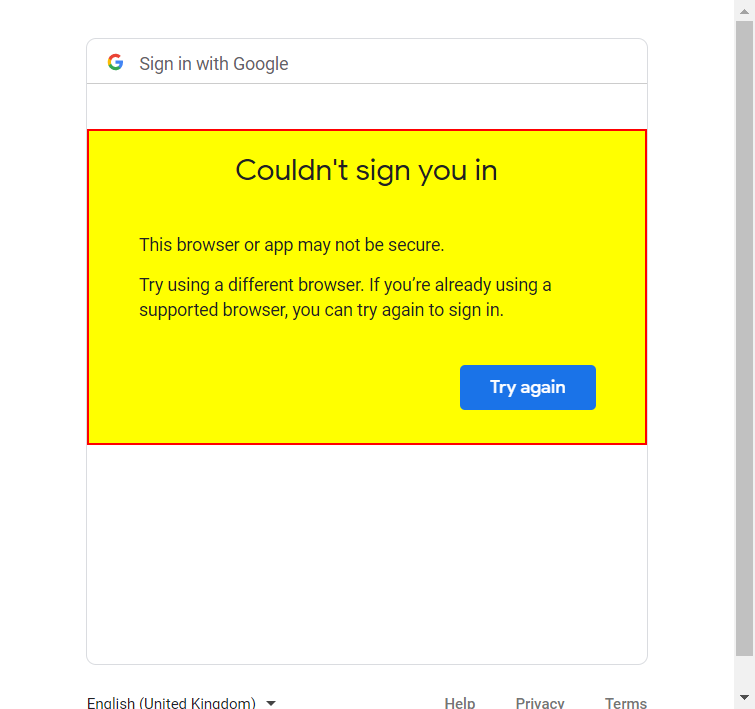 Sign in with Google
Couldn't sign you in
This browser or app may not be secure.
Try using a different browser. If you’re already using a
supported browser, you can try again to sign in.
Try again
English (United Kingdom)
Help Privacy Terms